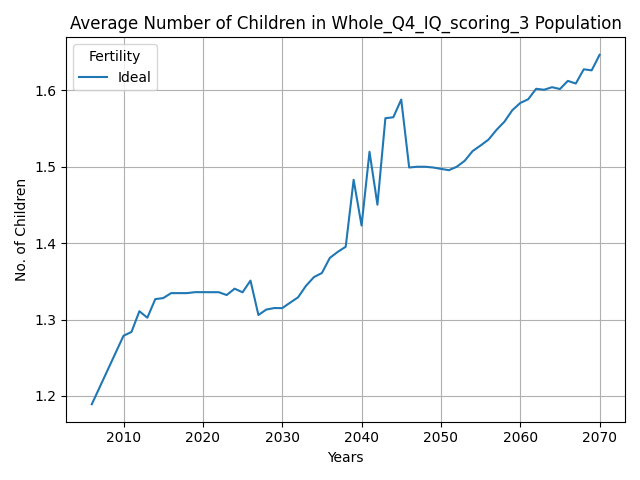 Average Number of Children in Whole_Q4_IQ_scoring_3 Population
Fertility
Ideal
No. of Children
1.6
1.5
1.4
1.3
1.2
2010 2020 2030 2040 2050 2060 2070
Years